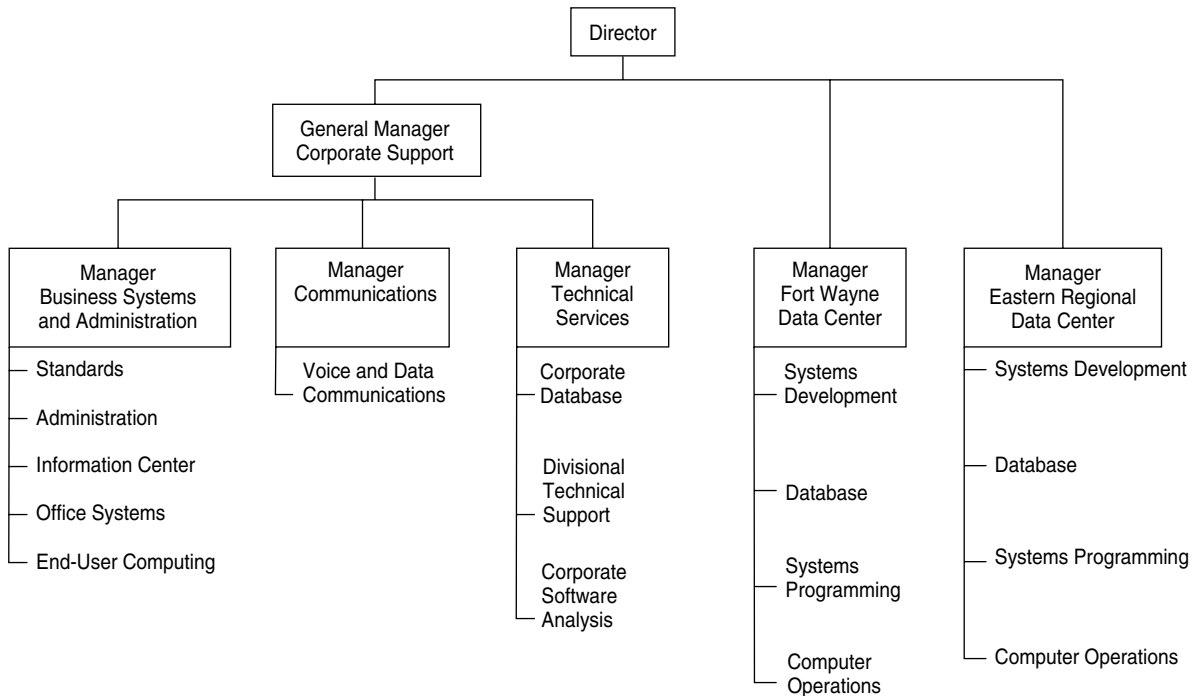 Director
General Manager
Corporate Support
Manager
Business Systems
and Administration
Manager
Communications
Manager
Technical
Services
Manager
Fort Wayne
Data Center
Manager
Eastern Regional
Data Center
Standards
Administration
Information Center
Office Systems
End-User Computing
Voice and Data
Communications
Corporate
Database
Divisional
Technical
Support
Corporate
Software
Analysis
Systems
Development
Database
Systems
Programming
Computer
Operations
Systems Development
Database
Systems Programming
Computer Operations